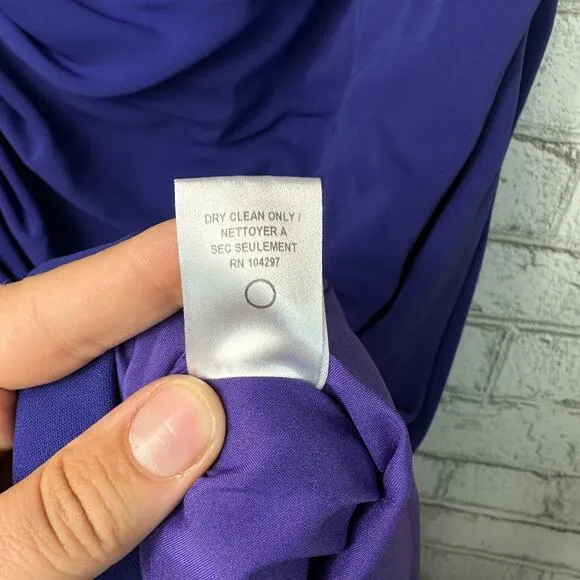 DRY CLEAN ONLY /
NETTOYER A
SEC SEULEMENT
RN 104297